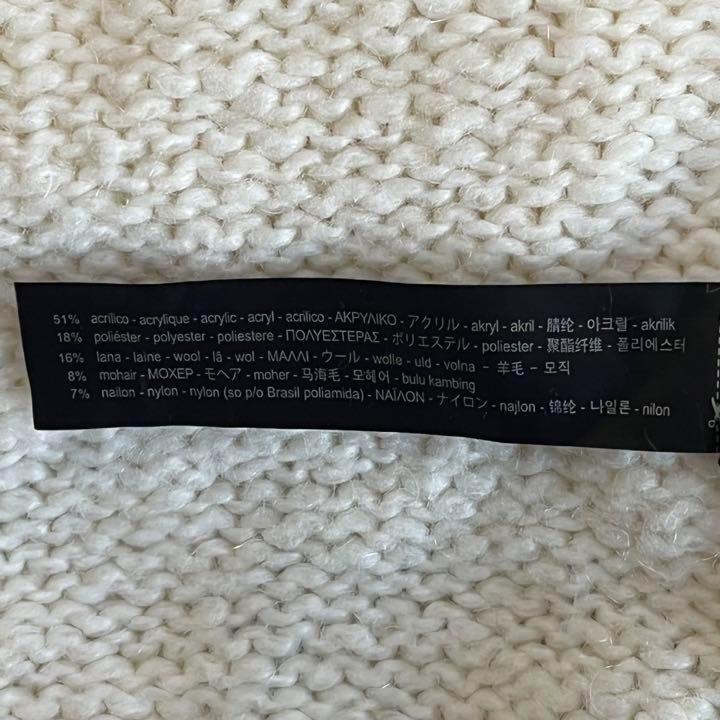 51% acrílico - acrylique - acrylic - acryl - acrilico - ΑΚΡΥΛΙΚΟ - アクリル - akryl - akril - 腈纶 - 아크릴 - akrilik
18% poliéster - polyester - poliestere - ΠΟΛΥΕΣΤΕΡΑΣ - ポリエステル - poliester - 聚酯纤维 - 폴리에스터
16% lana - laine - wool - lã - wol - ΜΑΛΛΙ - ウール - wolle - uld - volna - 羊毛 - 모직
8% mohair - ΜΟΧΕΡ - モヘア - moher - 马海毛 - 모헤어 - bulu kambing
7% nailon - nylon - nylon (so p/o Brasil poliamida) - ΝΑΪΛΟΝ - ナイロン - najlon - 锦纶 - 나일론 - nilon